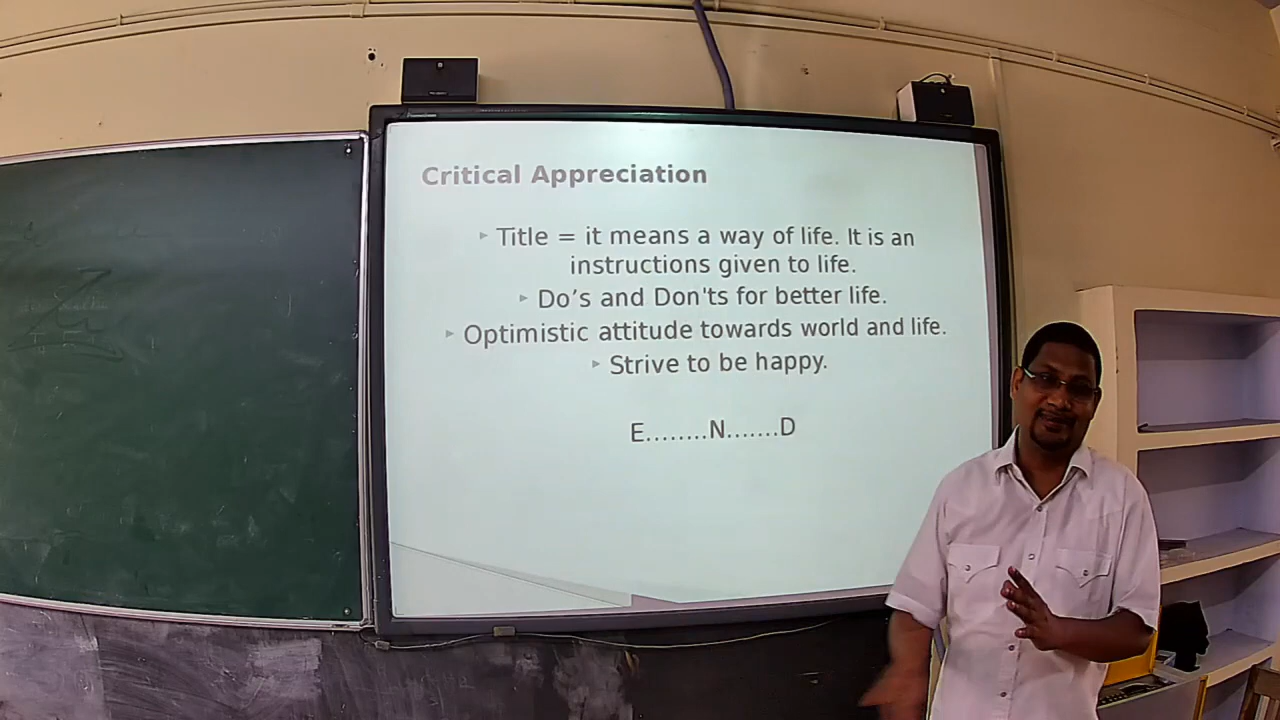 Critical Appreciation
▸ Title = it means a way of life. It is an
instructions given to life.
▸ Do’s and Don'ts for better life.
▸ Optimistic attitude towards world and life.
▸ Strive to be happy.
E........N.......D